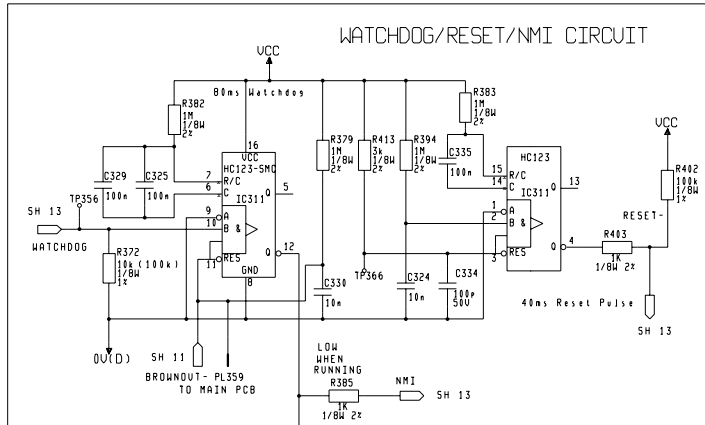 WATCHDOG/RESET/NMI CIRCUIT
VCC
80ms Watchdog
R382
1M
1/8W
2%
16
VCC
HC123-SMC
7
R/C
6
C
Q
5
IC311
9
A
10
B &
Q
12
RES
11
GND
8
C329
100n
C325
100n
TP356
SH 13
WATCHDOG
R372
10k (100k)
1/8W
1%
0V(D)
SH 11
BROWNOUT-
PL359
TO MAIN PCB
R379
1M
1/8W
2%
R413
3k
1/8W
2%
R394
1M
1/8W
2%
C330
10n
TP366
C324
10n
C334
100p
50V
R383
1M
1/8W
2%
C335
100n
HC123
15
R/C
14
C
Q
13
IC311
1
A
2
B &
Q
4
RES
3
VCC
R402
100k
1/8W
1%
RESET-
R403
1K
1/8W 2%
40ms Reset Pulse
SH 13
LOW
WHEN
RUNNING
R385
1K
1/8W 2%
NMI
SH 13